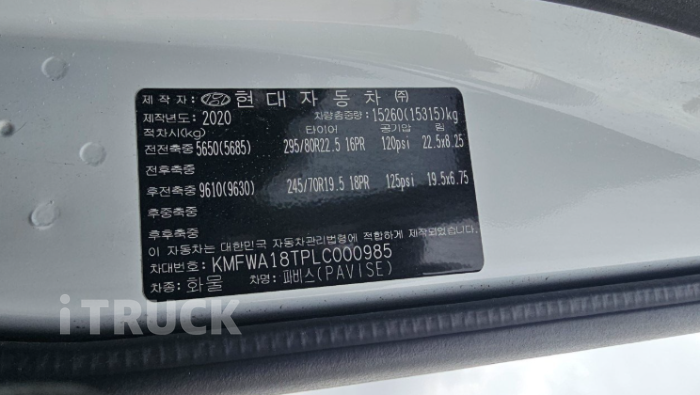 제 작 자: HYUNDAI 현 대 자 동 차 ㈜
제작년도: 2020 차량총중량: 15260(15315)kg
적차시(kg) 타이어 공기압 림
전전축중 5650(5685) 295/80R22.5 16PR 120psi 22.5x8.25
전후축중
후전축중 9610(9630) 245/70R19.5 18PR 125psi 19.5x6.75
후중축중
후후축중
이 자동차는 대한민국 자동차관리법령에 적합하게 제작되었습니다.
차대번호: KMFWA18TPLC000985
차종: 화물 차명: 파비스(PAVISE)
iTRUCK